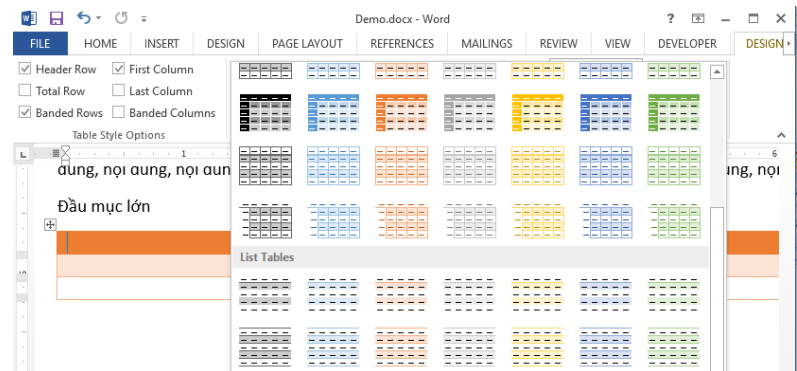 Demo.docx - Word
FILE HOME INSERT DESIGN PAGE LAYOUT REFERENCES MAILINGS REVIEW VIEW DEVELOPER DESIGN
Header Row First Column
Total Row Last Column
Banded Rows Banded Columns
Table Style Options
1 6
dung, nội dung, nội dun ung, nội
Đầu mục lớn
List Tables